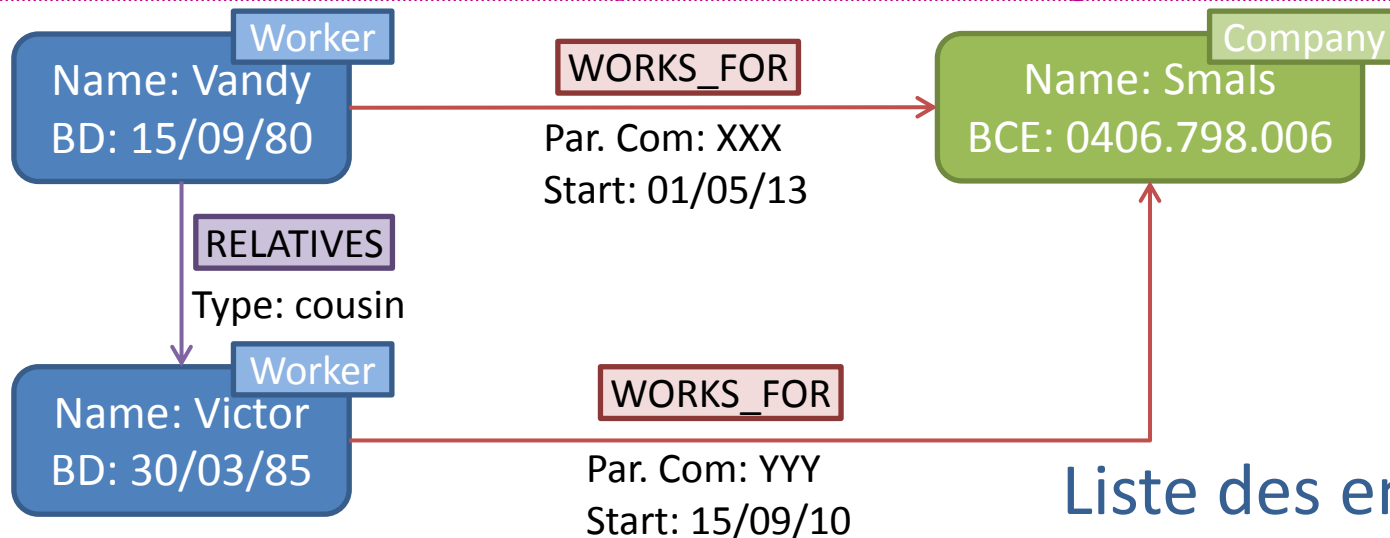 Worker
Name: Vandy
BD: 15/09/80
WORKS_FOR
Par. Com: XXX
Start: 01/05/13
Company
Name: Smals
BCE: 0406.798.006
RELATIVES
Type: cousin
Worker
Name: Victor
BD: 30/03/85
WORKS_FOR
Par. Com: YYY
Start: 15/09/10
Liste des